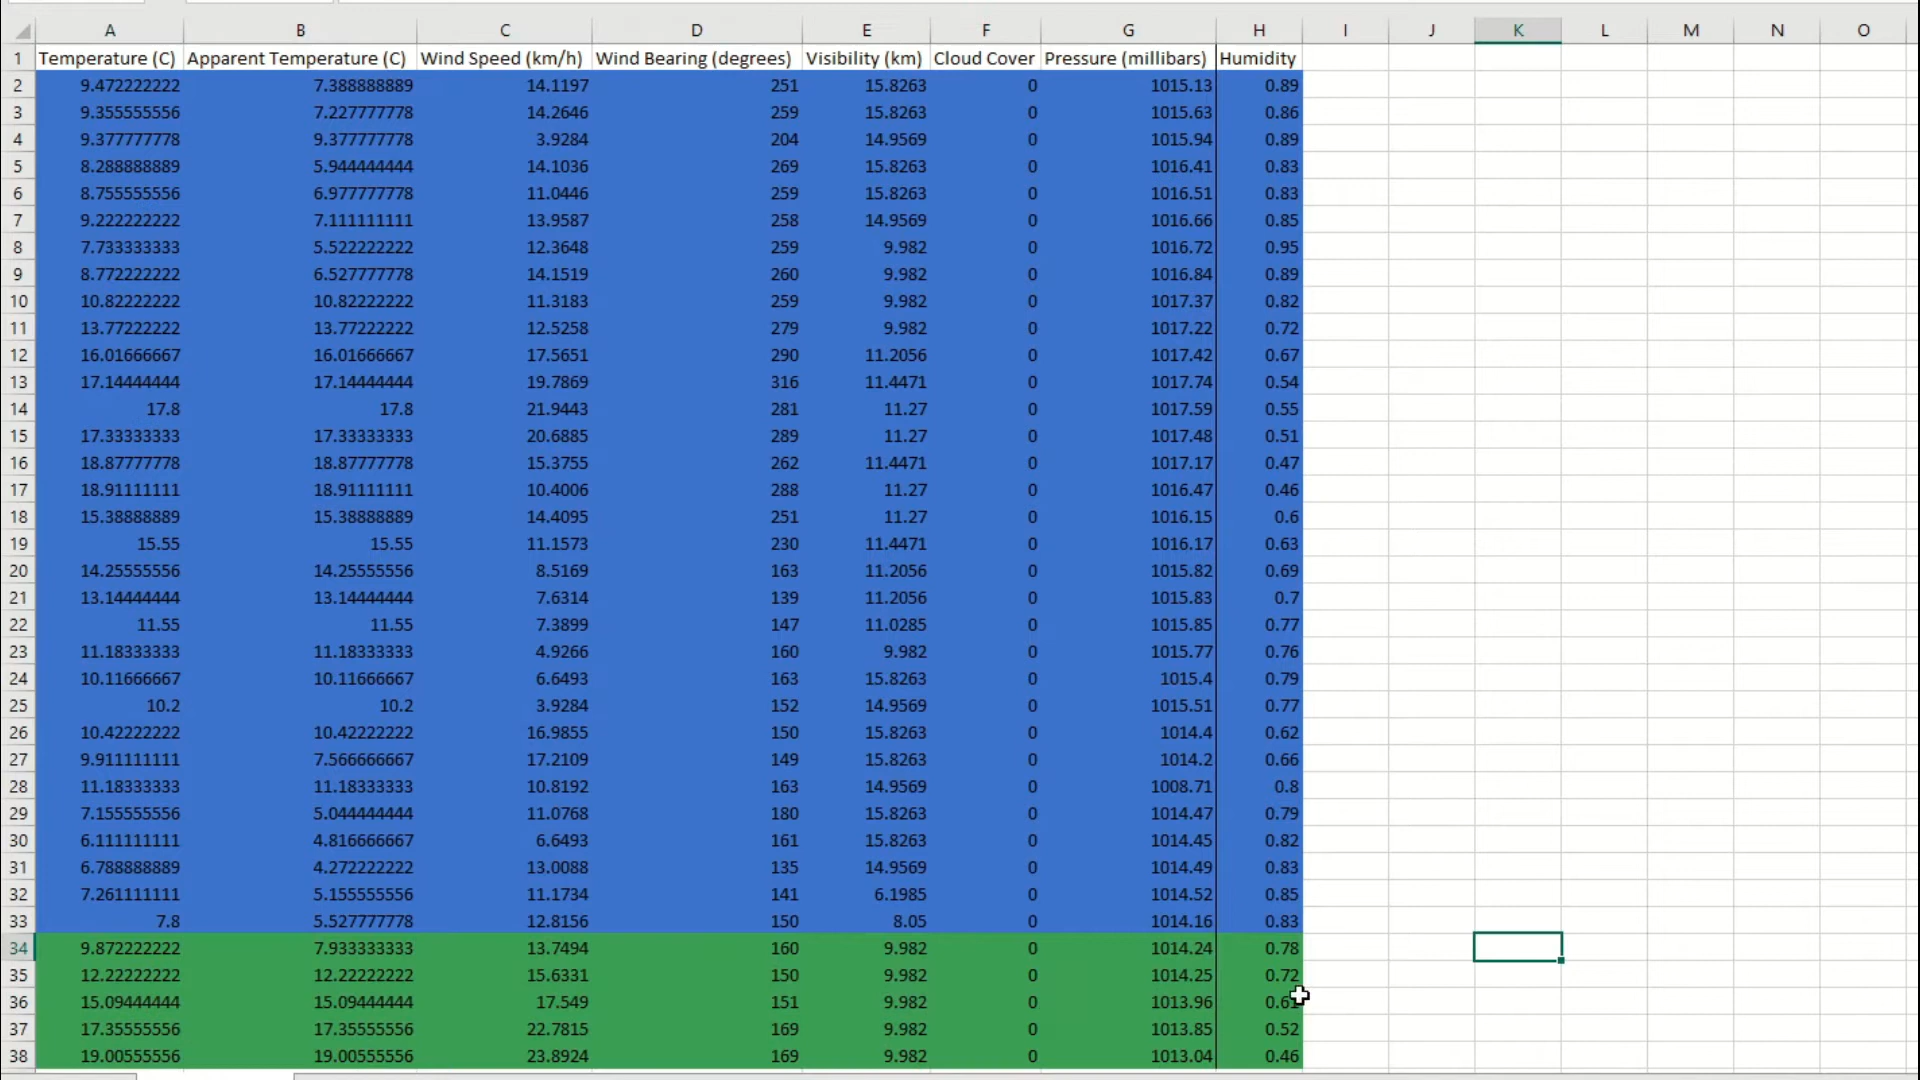 A B C D E F G H I J K L M N O
1 Temperature (C) Apparent Temperature (C) Wind Speed (km/h) Wind Bearing (degrees) Visibility (km) Cloud Cover Pressure (millibars) Humidity
2 9.472222222 7.388888889 14.1197 251 15.8263 0 1015.13 0.89
3 9.355555556 7.227777778 14.2646 259 15.8263 0 1015.63 0.86
4 9.377777778 9.377777778 3.9284 204 14.9569 0 1015.94 0.89
5 8.288888889 5.944444444 14.1036 269 15.8263 0 1016.41 0.83
6 8.755555556 6.977777778 11.0446 259 15.8263 0 1016.51 0.83
7 9.222222222 7.111111111 13.9587 258 14.9569 0 1016.66 0.85
8 7.733333333 5.522222222 12.3648 259 9.982 0 1016.72 0.95
9 8.772222222 6.527777778 14.1519 260 9.982 0 1016.84 0.89
10 10.82222222 10.82222222 11.3183 259 9.982 0 1017.37 0.82
11 13.77222222 13.77222222 12.5258 279 9.982 0 1017.22 0.72
12 16.01666667 16.01666667 17.5651 290 11.2056 0 1017.42 0.67
13 17.14444444 17.14444444 19.7869 316 11.4471 0 1017.74 0.54
14 17.8 17.8 21.9443 281 11.27 0 1017.59 0.55
15 17.33333333 17.33333333 20.6885 289 11.27 0 1017.48 0.51
16 18.87777778 18.87777778 15.3755 262 11.4471 0 1017.17 0.47
17 18.91111111 18.91111111 10.4006 288 11.27 0 1016.47 0.46
18 15.38888889 15.38888889 14.4095 251 11.27 0 1016.15 0.6
19 15.55 15.55 11.1573 230 11.4471 0 1016.17 0.63
20 14.25555556 14.25555556 8.5169 163 11.2056 0 1015.82 0.69
21 13.14444444 13.14444444 7.6314 139 11.2056 0 1015.83 0.7
22 11.55 11.55 7.3899 147 11.0285 0 1015.85 0.77
23 11.18333333 11.18333333 4.9266 160 9.982 0 1015.77 0.76
24 10.11666667 10.11666667 6.6493 163 15.8263 0 1015.4 0.79
25 10.2 10.2 3.9284 152 14.9569 0 1015.51 0.77
26 10.42222222 10.42222222 16.9855 150 15.8263 0 1014.4 0.62
27 9.911111111 7.566666667 17.2109 149 15.8263 0 1014.2 0.66
28 11.18333333 11.18333333 10.8192 163 14.9569 0 1008.71 0.8
29 7.155555556 5.044444444 11.0768 180 15.8263 0 1014.47 0.79
30 6.111111111 4.816666667 6.6493 161 15.8263 0 1014.45 0.82
31 6.788888889 4.272222222 13.0088 135 14.9569 0 1014.49 0.83
32 7.261111111 5.155555556 11.1734 141 6.1985 0 1014.52 0.85
33 7.8 5.527777778 12.8156 150 8.05 0 1014.16 0.83
34 9.872222222 7.933333333 13.7494 160 9.982 0 1014.24 0.78
35 12.22222222 12.22222222 15.6331 150 9.982 0 1014.25 0.72
36 15.09444444 15.09444444 17.549 151 9.982 0 1013.96
37 17.35555556 17.35555556 22.7815 169 9.982 0 1013.85 0.52
38 19.00555556 19.00555556 23.8924 169 9.982 0 1013.04 0.46